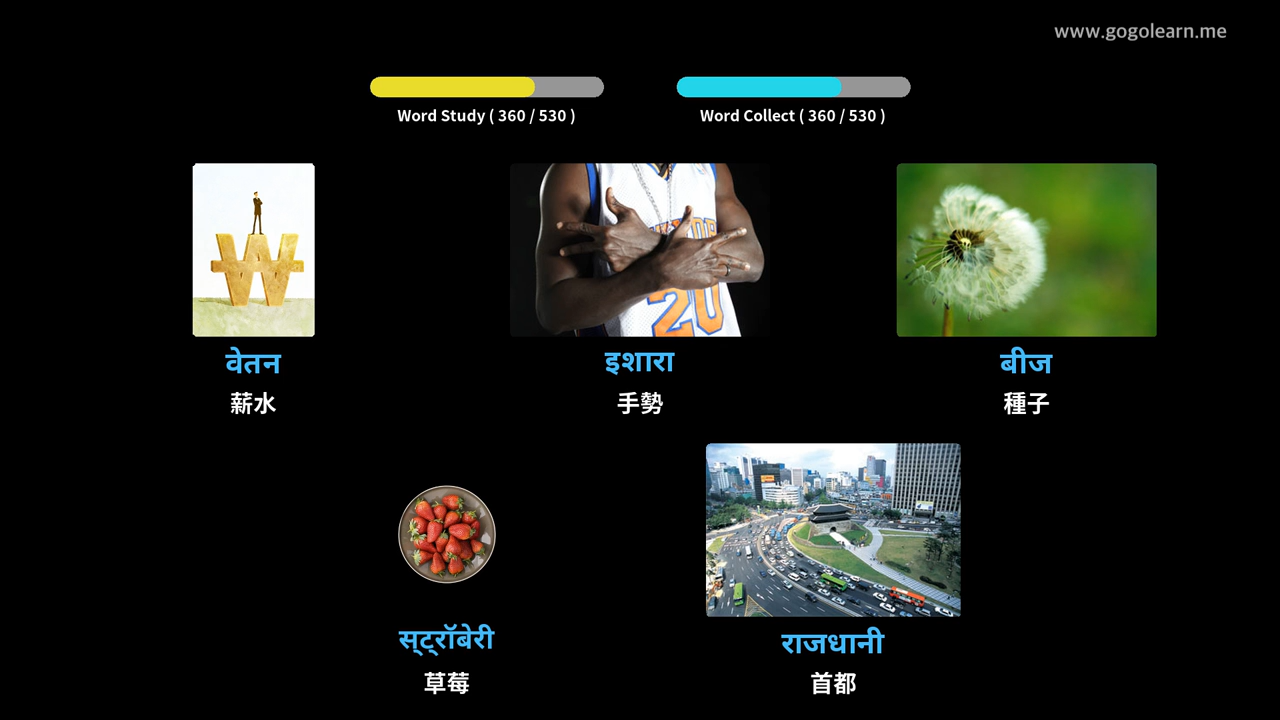 www.gogolearn.me
Word Study ( 360 / 530 )
Word Collect ( 360 / 530 )
वेतन
薪水
इशारा
手勢
बीज
種子
20
स्ट्रॉबेरी
草莓
राजधानी
首都